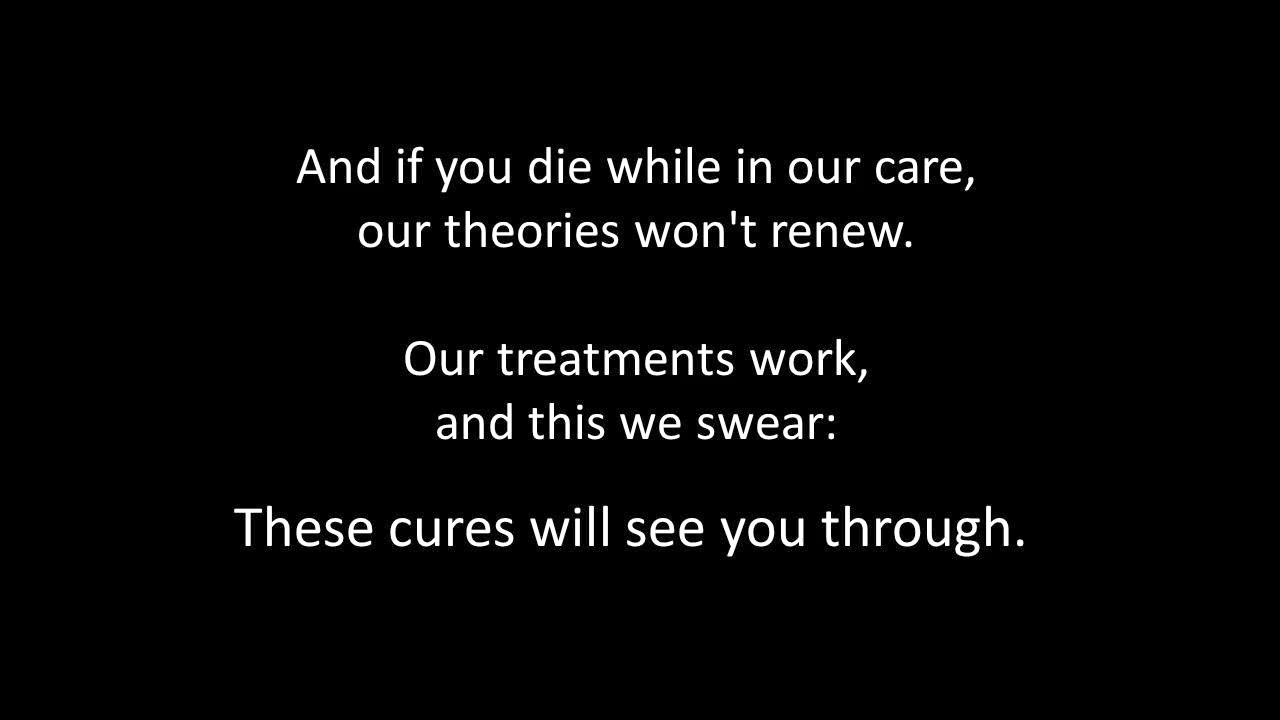 And if you die while in our care,
our theories won't renew.
Our treatments work,
and this we swear:
These cures will see you through.